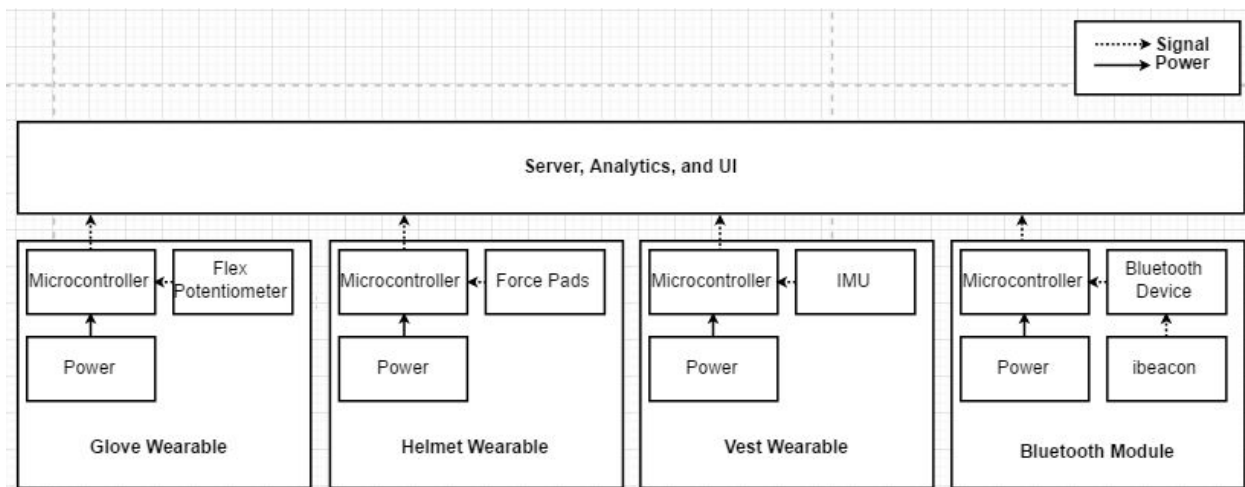 Signal
Power
Server, Analytics, and UI
Microcontroller
Flex
Potentiometer
Power
Glove Wearable
Microcontroller
Force Pads
Power
Helmet Wearable
Microcontroller
IMU
Power
Vest Wearable
Microcontroller
Bluetooth
Device
Power
ibeacon
Bluetooth Module